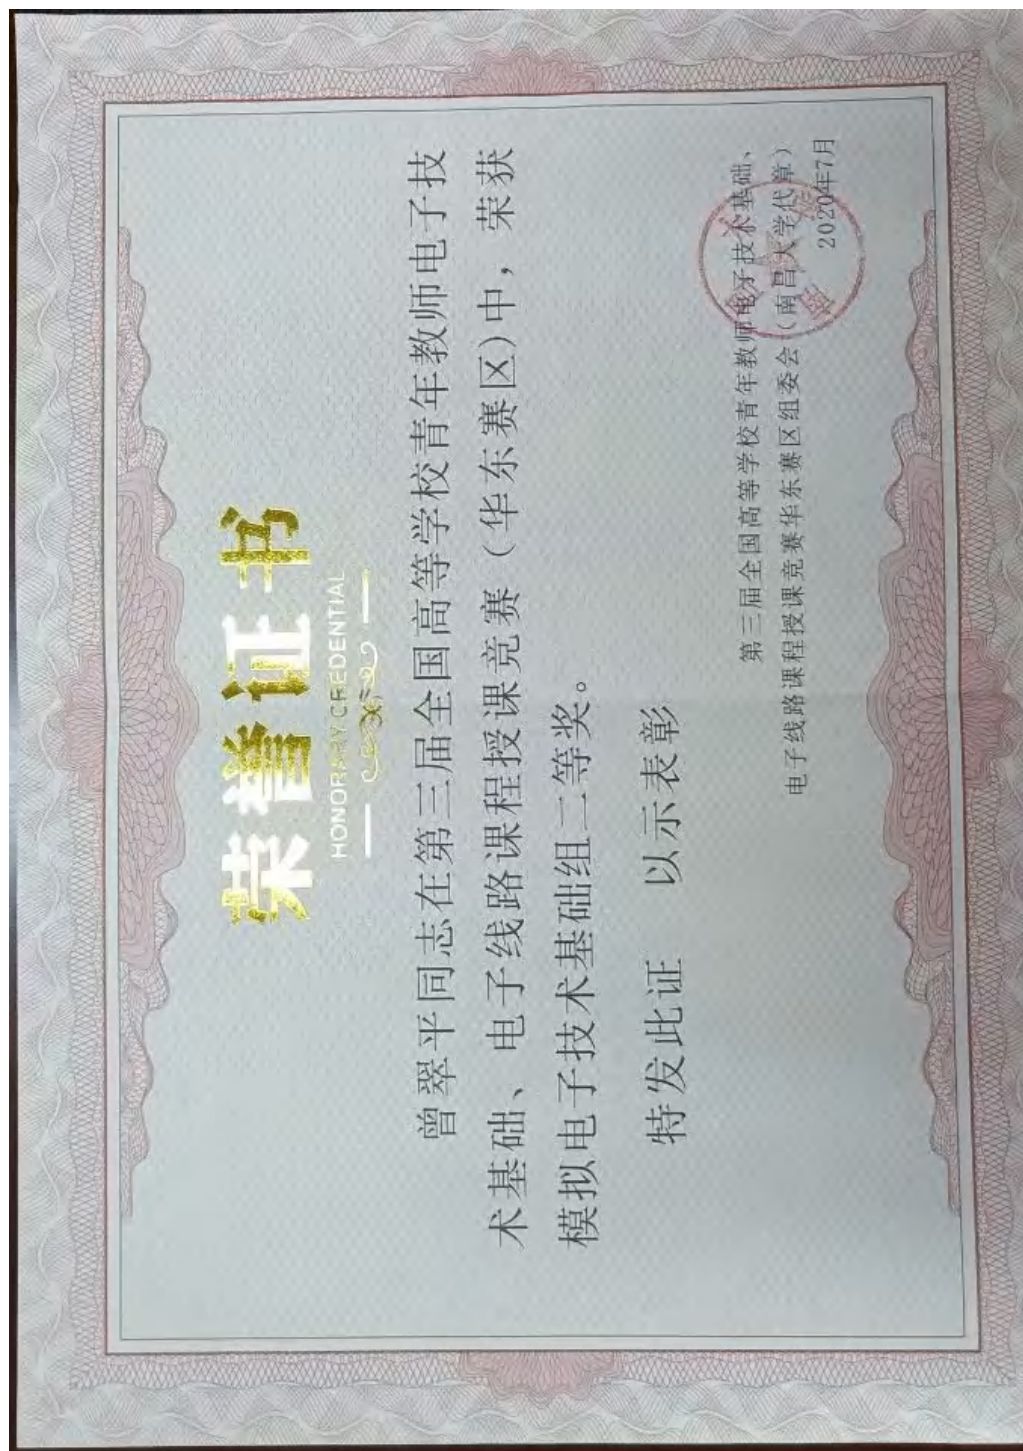 荣誉证书
HONORARY CREDENTIAL
曾翠平同志在第三届全国高等学校青年教师电子技
术基础、电子线路课程授课竞赛（华东赛区)中，荣获
模拟电子技术基础组二等奖。
特发此证 以示表彰
第三届全国高等学校青年教师电子技术基础、
电子线路课程授课竞赛华东赛区组委会（南昌大学代章）
2020年7月